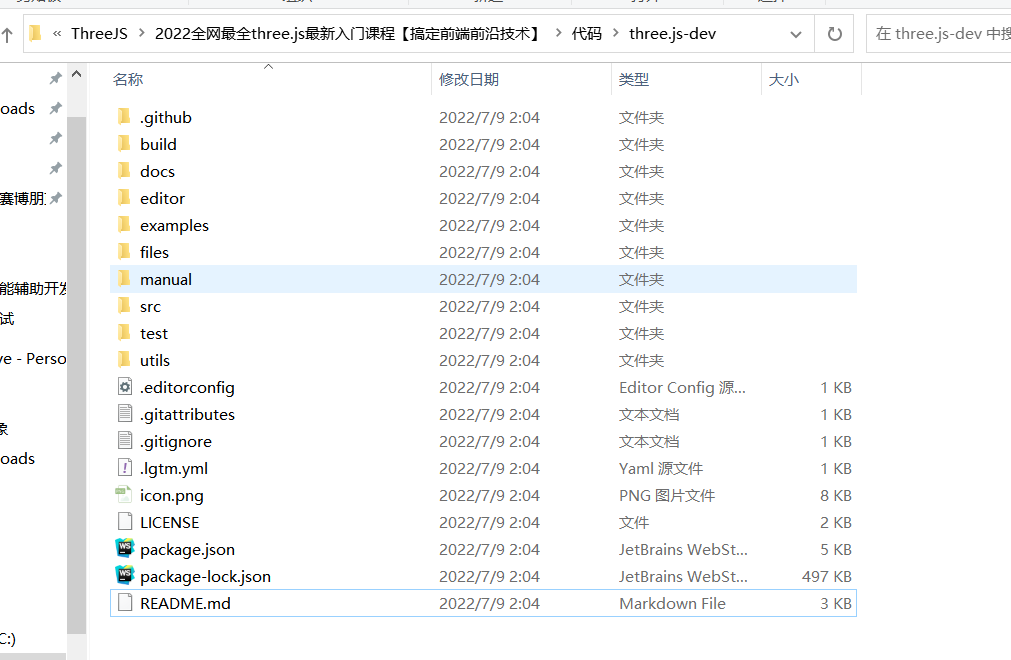 « ThreeJS > 2022全网最全three.js最新入门课程【搞定前端前沿技术】 > 代码 > three.js-dev
在 three.js-dev 中搜
名称 修改日期 类型 大小
.github 2022/7/9 2:04 文件夹
oads
build 2022/7/9 2:04 文件夹
docs 2022/7/9 2:04 文件夹
editor 2022/7/9 2:04 文件夹
赛博朋
examples 2022/7/9 2:04 文件夹
files 2022/7/9 2:04 文件夹
manual 2022/7/9 2:04 文件夹
能辅助开发
src 2022/7/9 2:04 文件夹
试
test 2022/7/9 2:04 文件夹
utils 2022/7/9 2:04 文件夹
ve - Perso
.editorconfig 2022/7/9 2:04 Editor Config 源... 1 KB
.gitattributes 2022/7/9 2:04 文本文档 1 KB
.gitignore 2022/7/9 2:04 文本文档 1 KB
象
.lgtm.yml 2022/7/9 2:04 Yaml 源文件 1 KB
oads
icon.png 2022/7/9 2:04 PNG 图片文件 8 KB
LICENSE 2022/7/9 2:04 文件 2 KB
package.json 2022/7/9 2:04 JetBrains WebSt... 5 KB
package-lock.json 2022/7/9 2:04 JetBrains WebSt... 497 KB
README.md 2022/7/9 2:04 Markdown File 3 KB
C:)